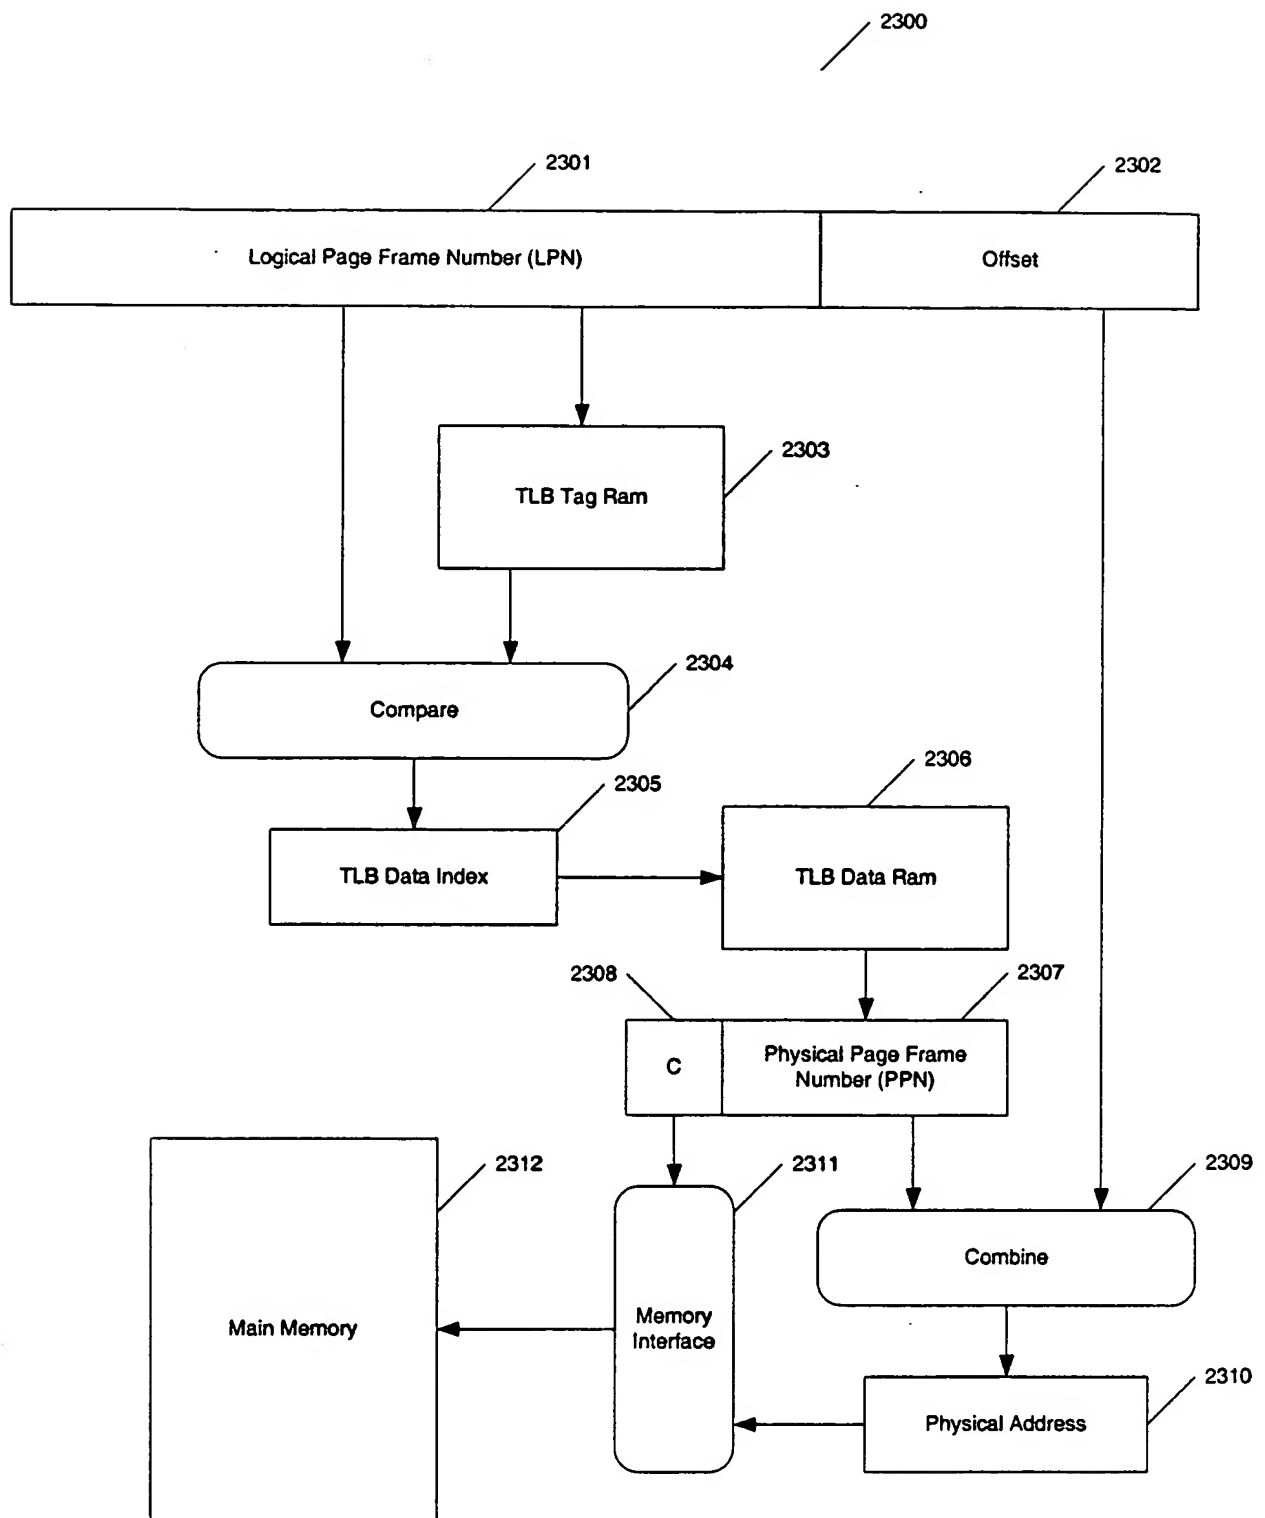 2300
2301
2302
Logical Page Frame Number (LPN)
Offset
2303
TLB Tag Ram
2304
Compare
2305
2306
TLB Data Index
TLB Data Ram
2308
2307
C
Physical Page Frame
Number (PPN)
2312
2311
2309
Combine
Main Memory
Memory
Interface
2310
Physical Address